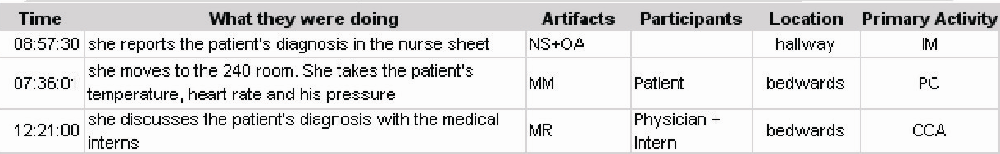 Time What they were doing Artifacts Participants Location Primary Activity
08:57:30 she reports the patient's diagnosis in the nurse sheet NS+OA hallway IM
07:36:01 she moves to the 240 room. She takes the patient's temperature, heart rate and his pressure MM Patient bedwards PC
12:21:00 she discusses the patient's diagnosis with the medical interns MR Physician + Intern bedwards CCA